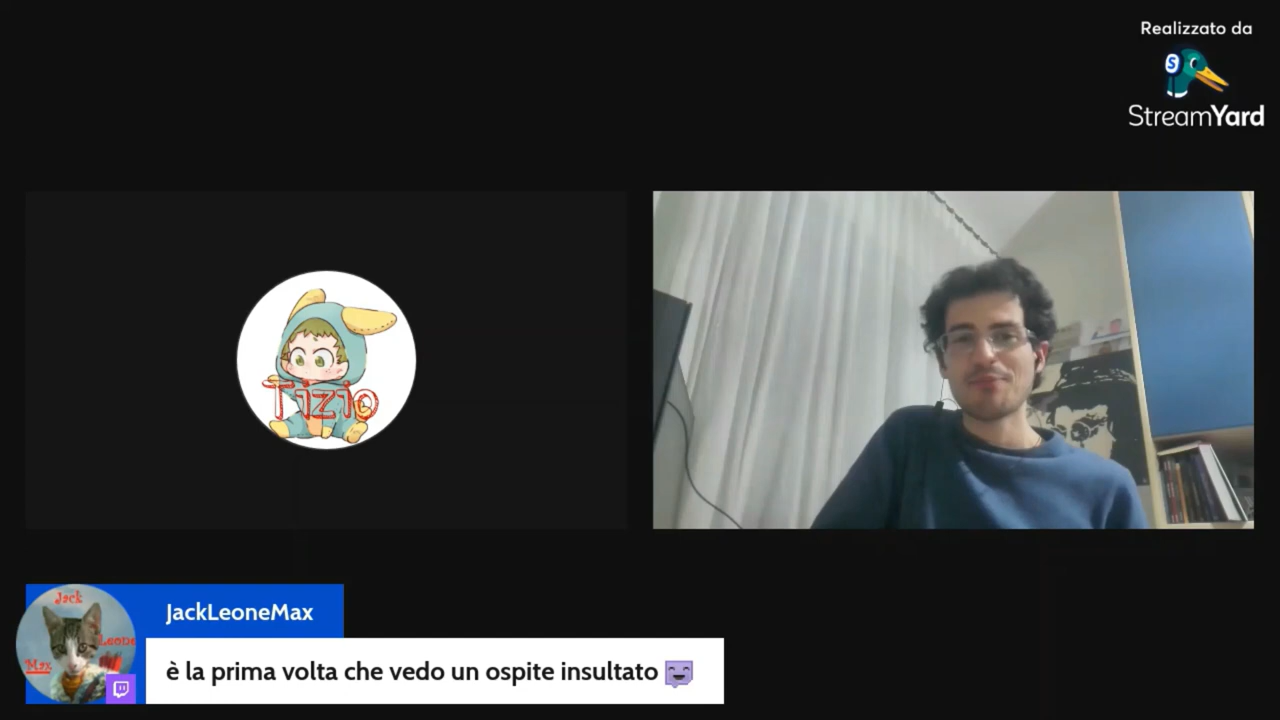 Realizzato da
StreamYard
Tizio
JackLeoneMax
Jack
Leone
Max
è la prima volta che vedo un ospite insultato